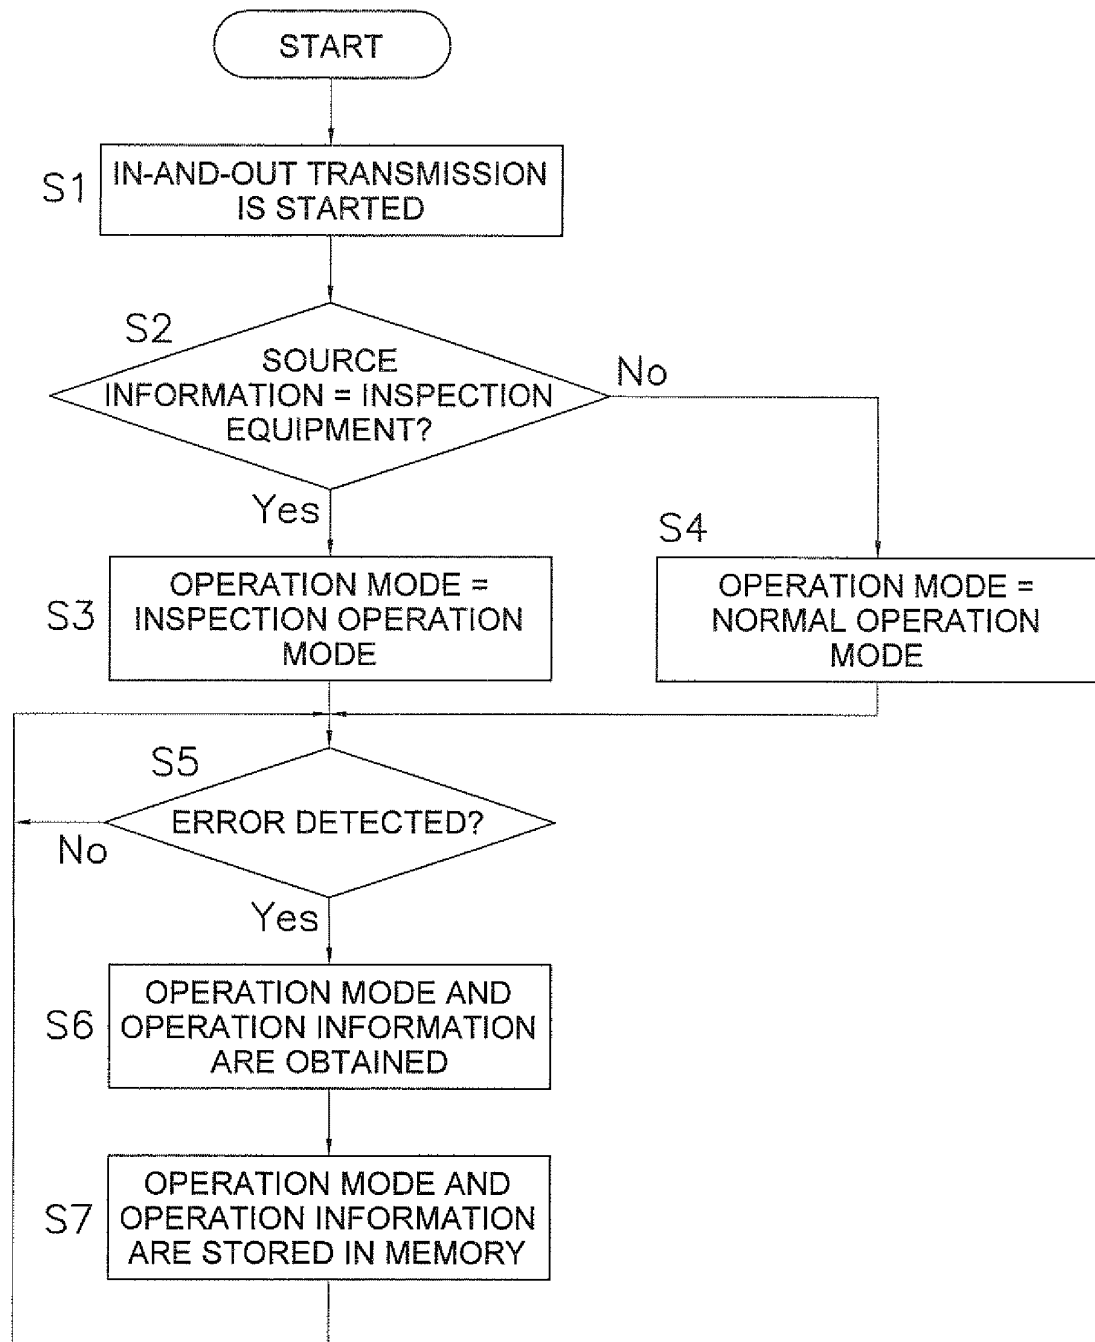 START
S1
IN-AND-OUT TRANSMISSION
IS STARTED
S2
SOURCE
INFORMATION = INSPECTION
EQUIPMENT?
No
Yes
S3
OPERATION MODE =
INSPECTION OPERATION
MODE
S4
OPERATION MODE =
NORMAL OPERATION
MODE
S5
ERROR DETECTED?
No
Yes
S6
OPERATION MODE AND
OPERATION INFORMATION
ARE OBTAINED
S7
OPERATION MODE AND
OPERATION INFORMATION
ARE STORED IN MEMORY